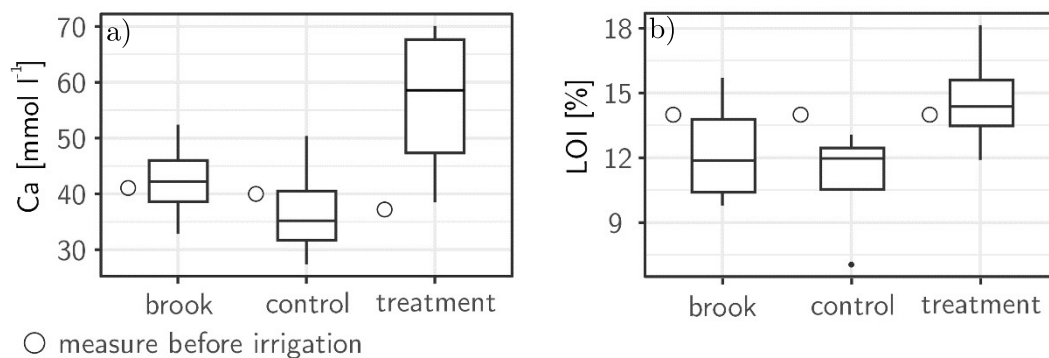 a)
Ca [mmol l⁻¹]
70
60
50
40
30
brook control treatment
b)
LOI [%]
18
15
12
9
brook control treatment
measure before irrigation